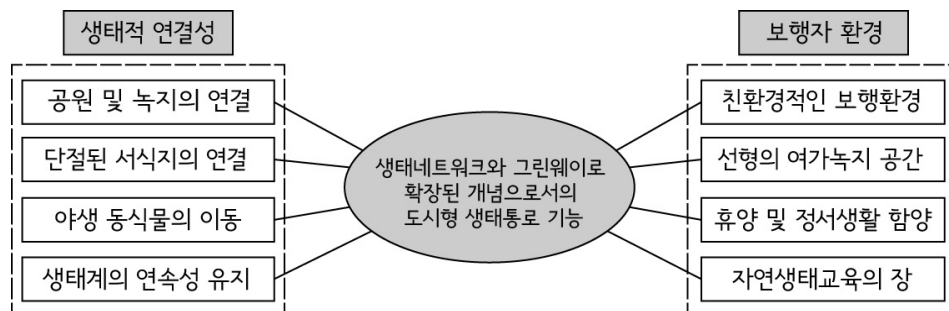 생태적 연결성
공원 및 녹지의 연결
단절된 서식지의 연결
야생 동식물의 이동
생태계의 연속성 유지
생태네트워크와 그린웨이로
확장된 개념으로서의
도시형 생태통로 기능
보행자 환경
친환경적인 보행환경
선형의 여가녹지 공간
휴양 및 정서생활 함양
자연생태교육의 장